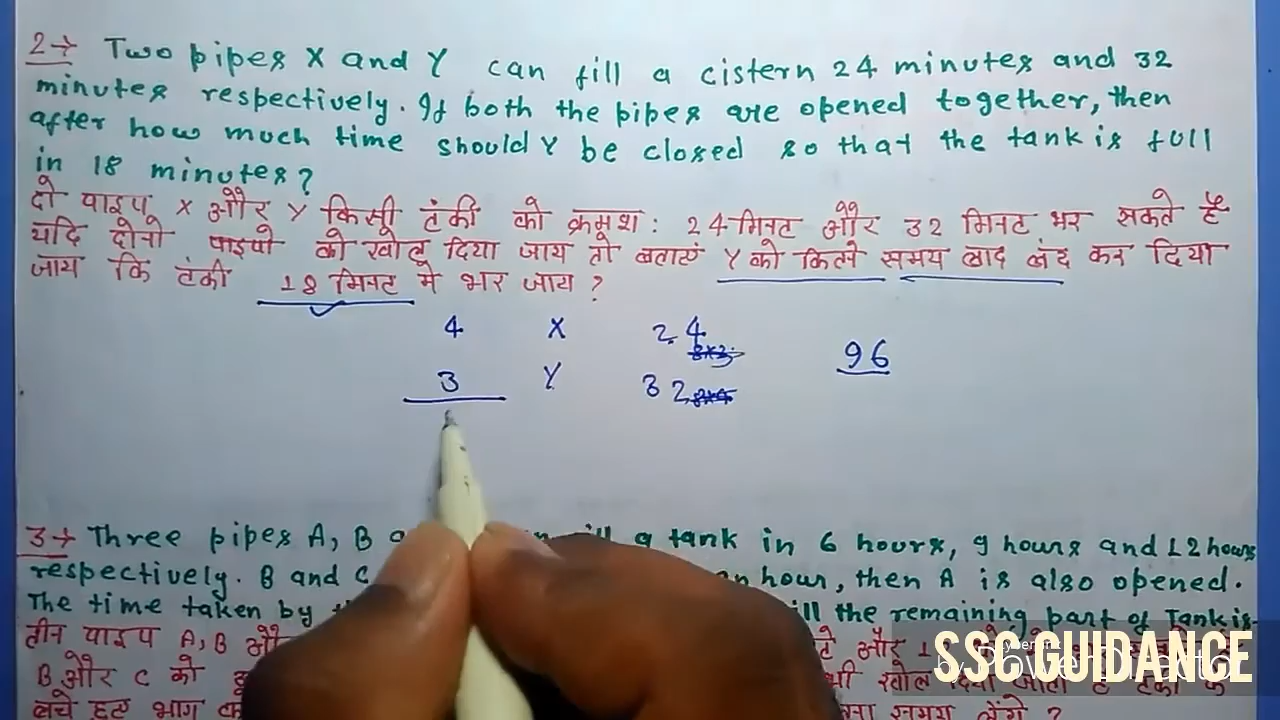 2→ Two pipes X and Y can fill a cistern 24 minutes and 32
minutes respectively. If both the pipes are opened together, then
after how much time should Y be closed so that the tank is full
in 18 minutes?
दो पाइप X और Y किसी टंकी को क्रमश: 24 मिनट और 32 मिनट भर सकते है
यदि दोनो पाइपो को खोल दिया जाय तो बताएं Y को कितने समय बाद बंद कर दिया
जाय कि टंकी 18 मिनट मे भर जाय ?
4 X 24 96
3 Y 32
3→ Three pipes A, B fill a tank in 6 hours, 9 hours and 12 hours
respectively. B and C hour, then A is also opened.
The time taken by the remaining part of Tank is
तीन पाइप A, B और
B और C को खोल दिया जाता है
बचे हुए भाग समय लेंगे ?
SSC GUIDANCE
by PowerDirector